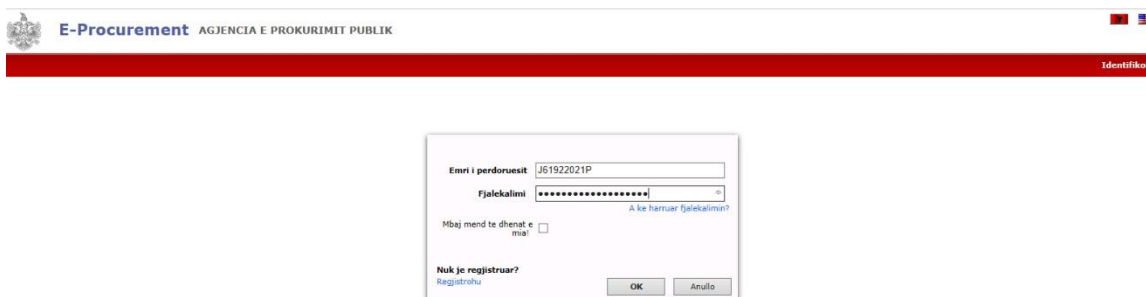 E-Procurement AGJENCIA E PROKURIMIT PUBLIK
Identifiko
Emri i perdoruesit J61922021P
Fjalekalimi
A ke harruar fjalekalimin?
Mbaj mend te dhenat e
mia!
Nuk je regjistruar?
Regjistrohu
OK Anullo